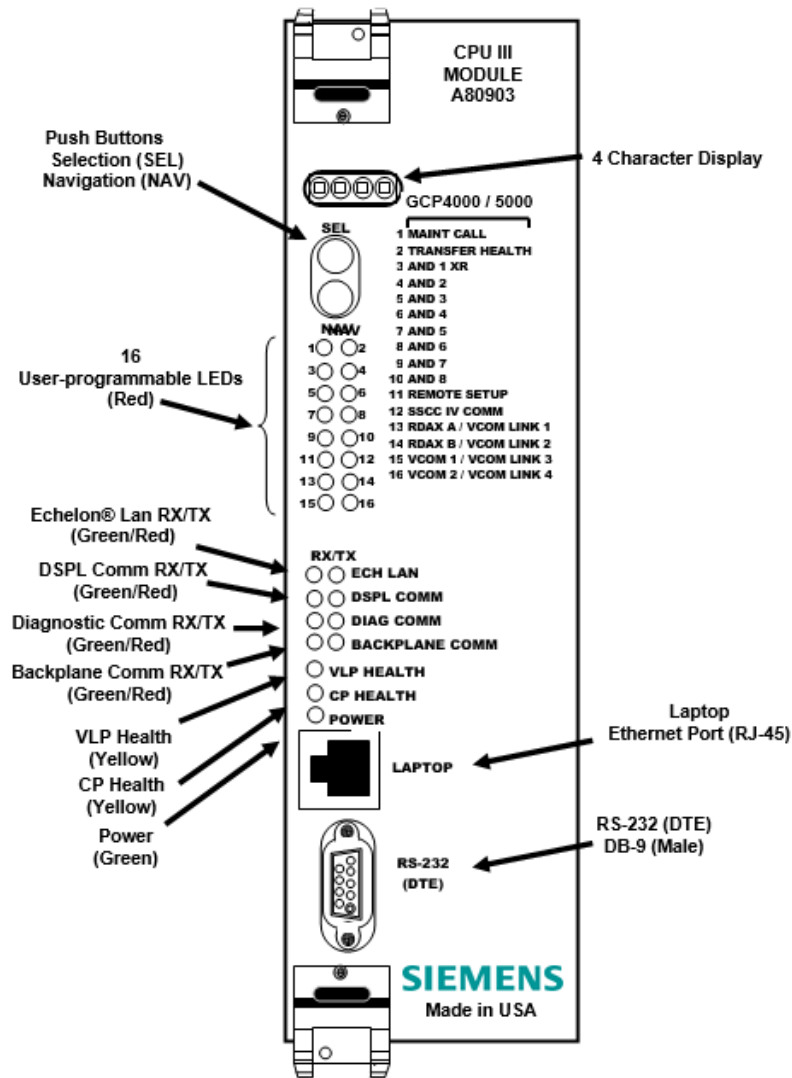 CPU III
MODULE
A80903
Push Buttons
Selection (SEL)
Navigation (NAV)
4 Character Display
GCP4000 / 5000
SEL
NAV
NAV
1 MAINT CALL
2 TRANSFER HEALTH
3 AND 1 XR
4 AND 2
5 AND 3
6 AND 4
7 AND 5
8 AND 6
9 AND 7
10 AND 8
11 REMOTE SETUP
12 SSCC IV COMM
13 RDAX A / VCOM LINK 1
14 RDAX B / VCOM LINK 2
15 VCOM 1 / VCOM LINK 3
16 VCOM 2 / VCOM LINK 4
16
User-programmable LEDs
(Red)
1 2
3 4
5 6
7 8
9 10
11 12
13 14
15 16
Echelon® Lan RX/TX
(Green/Red)
DSPL Comm RX/TX
(Green/Red)
Diagnostic Comm RX/TX
(Green/Red)
Backplane Comm RX/TX
(Green/Red)
VLP Health
(Yellow)
CP Health
(Yellow)
Power
(Green)
RX/TX
ECH LAN
DSPL COMM
DIAG COMM
BACKPLANE COMM
VLP HEALTH
CP HEALTH
POWER
LAPTOP
Laptop
Ethernet Port (RJ-45)
RS-232
(DTE)
RS-232 (DTE)
DB-9 (Male)
SIEMENS
Made in USA